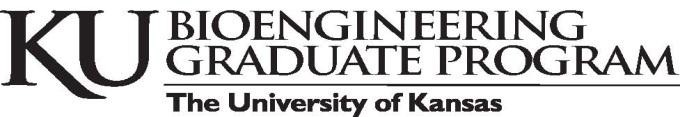 KU BIOENGINEERING
GRADUATE PROGRAM
The University of Kansas